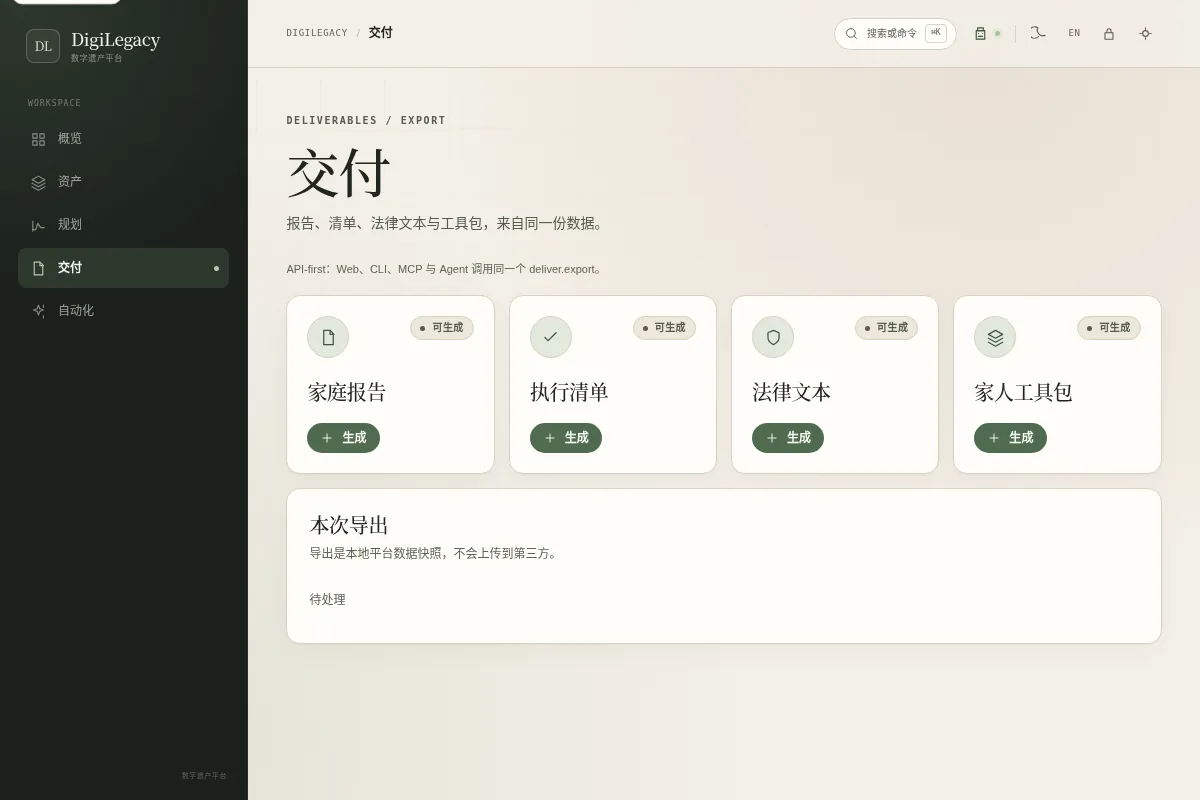 DL
DigiLegacy
数字遗产平台
WORKSPACE
概览
资产
规划
交付
自动化
数字遗产平台
DIGILEGACY / 交付
搜索或命令 ⌘K
EN
DELIVERABLES / EXPORT
交付
报告、清单、法律文本与工具包，来自同一份数据。
API-first：Web、CLI、MCP 与 Agent 调用同一个 deliver.export。
可生成
家庭报告
+ 生成
可生成
执行清单
+ 生成
可生成
法律文本
+ 生成
可生成
家人工具包
+ 生成
本次导出
导出是本地平台数据快照，不会上传到第三方。
待处理